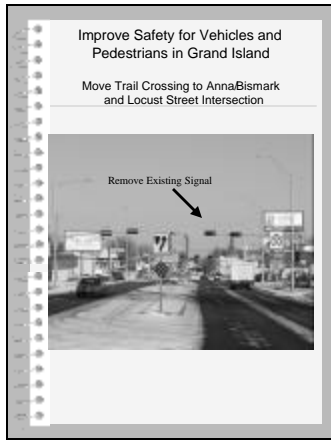 Improve Safety for Vehicles and
Pedestrians in Grand Island
Move Trail Crossing to Anna/Bismark
and Locust Street Intersection
Remove Existing Signal